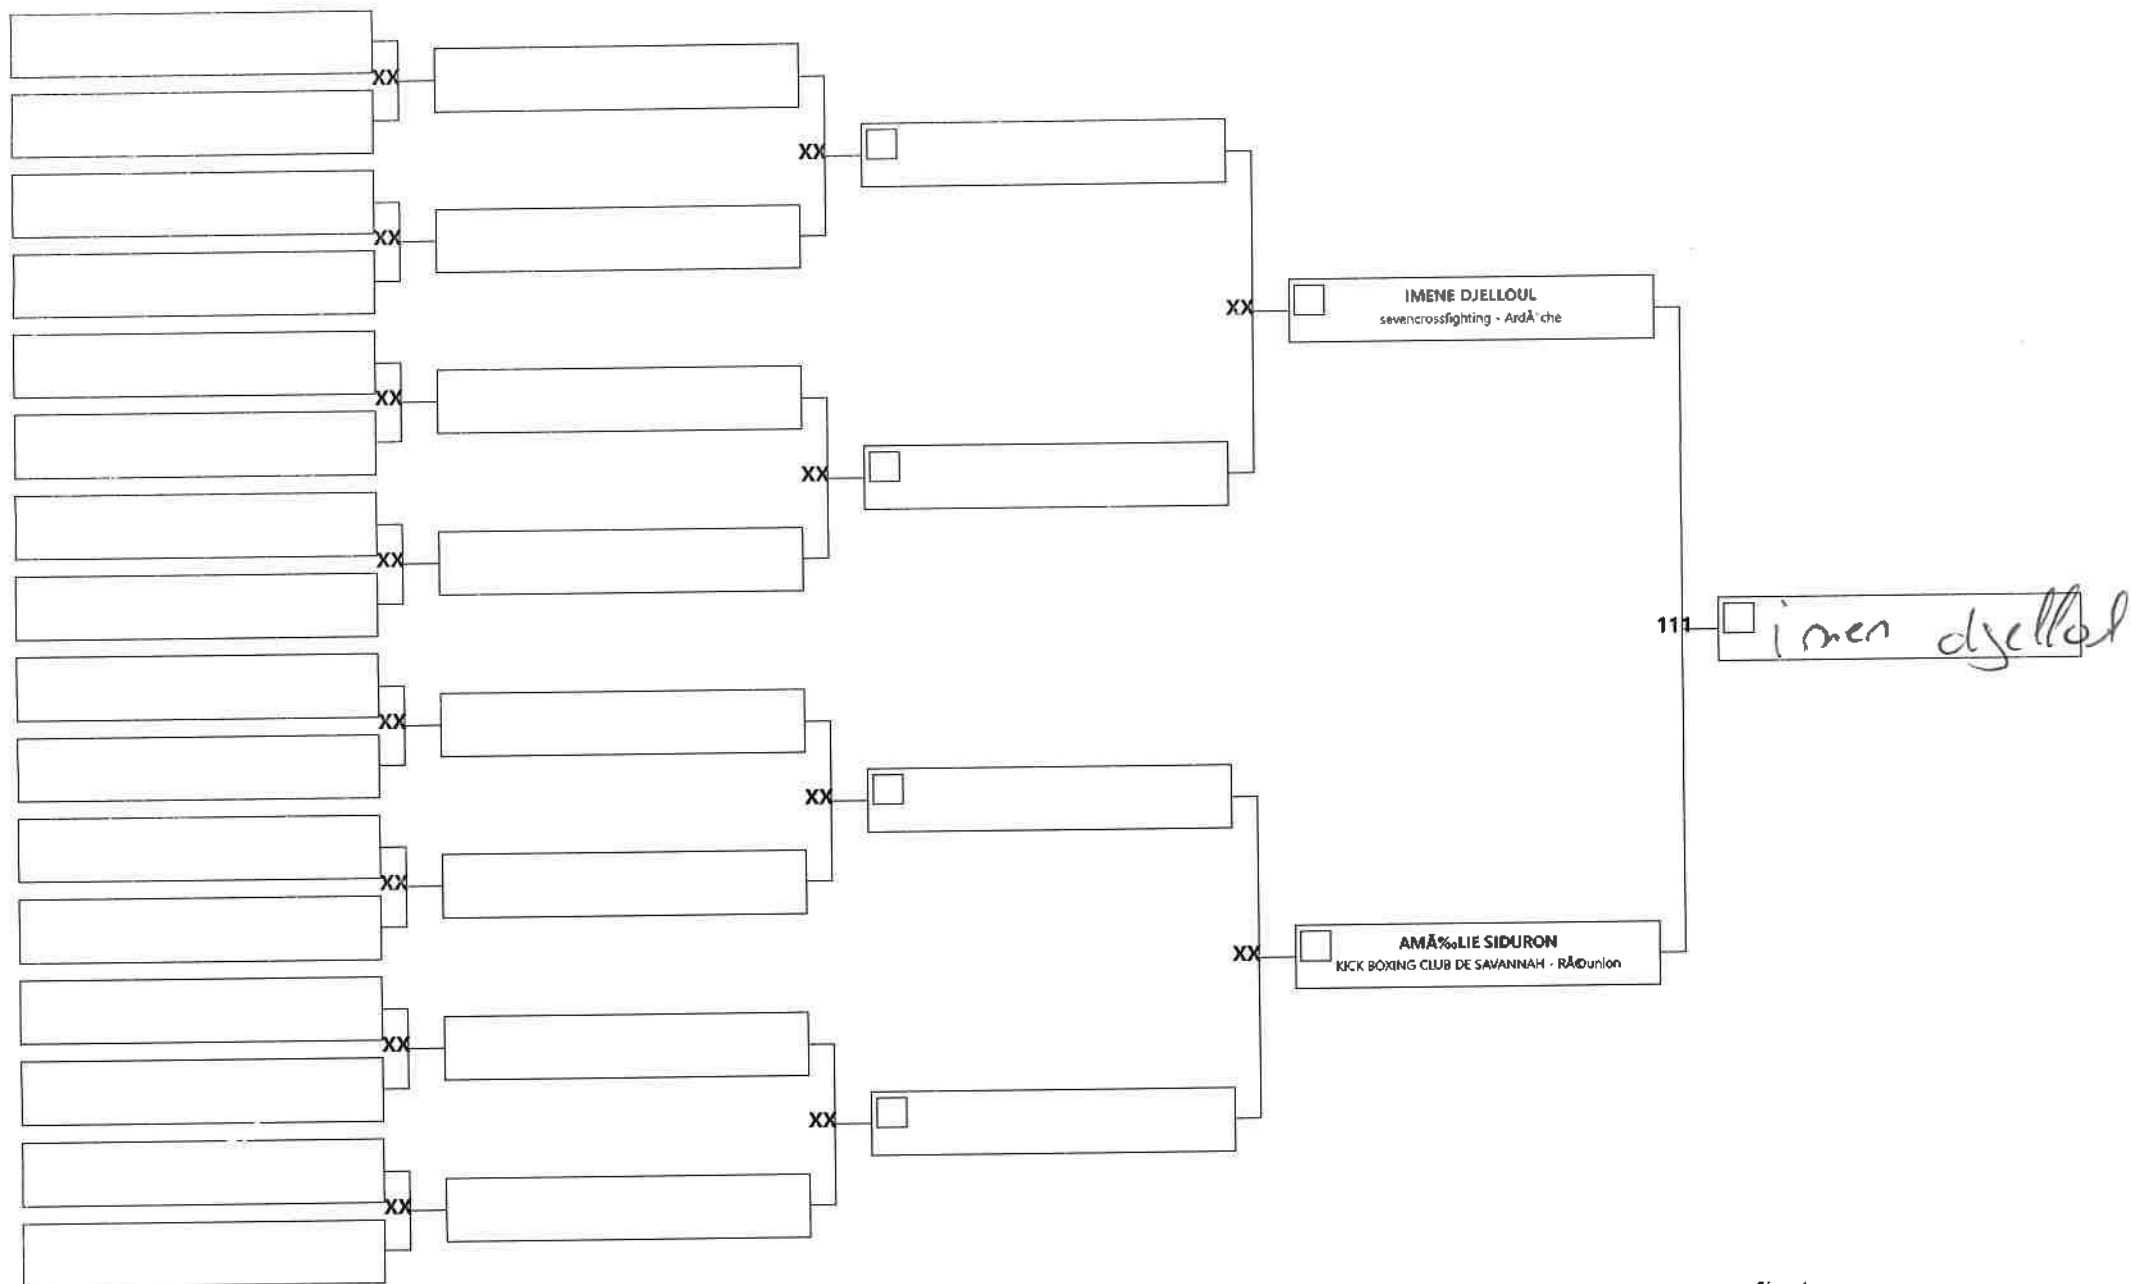 XX
XX
XX
XX
XX
XX
IMENE DJELLOUL
sevencrossfighting - ArdÃ¨che
XX
XX
XX
111
imen djellol
XX
XX
XX
XX
AMÃ‰LIE SIDURON
KICK BOXING CLUB DE SAVANNAH - RÃ©union
XX
XX
XX